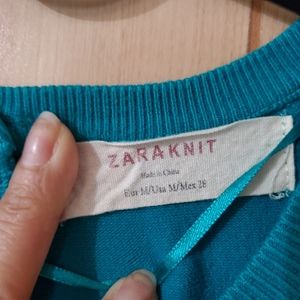 ZARAKNIT
Made in China
Eur M/Usa M/Mex 28